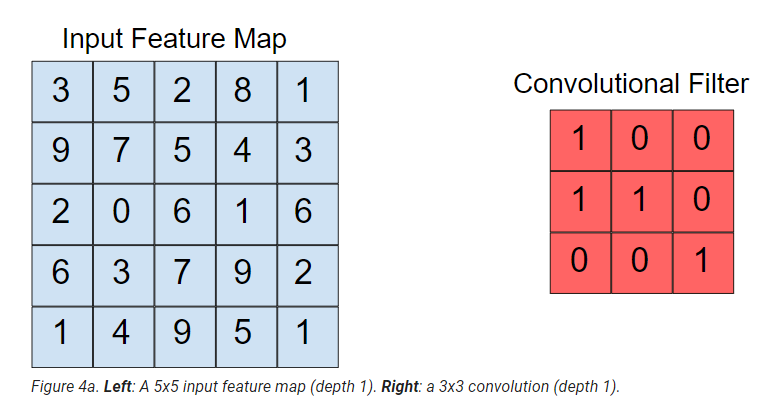 Input Feature Map
3 5 2 8 1
9 7 5 4 3
2 0 6 1 6
6 3 7 9 2
1 4 9 5 1
Convolutional Filter
1 0 0
1 1 0
0 0 1
Figure 4a. Left: A 5x5 input feature map (depth 1). Right: a 3x3 convolution (depth 1).